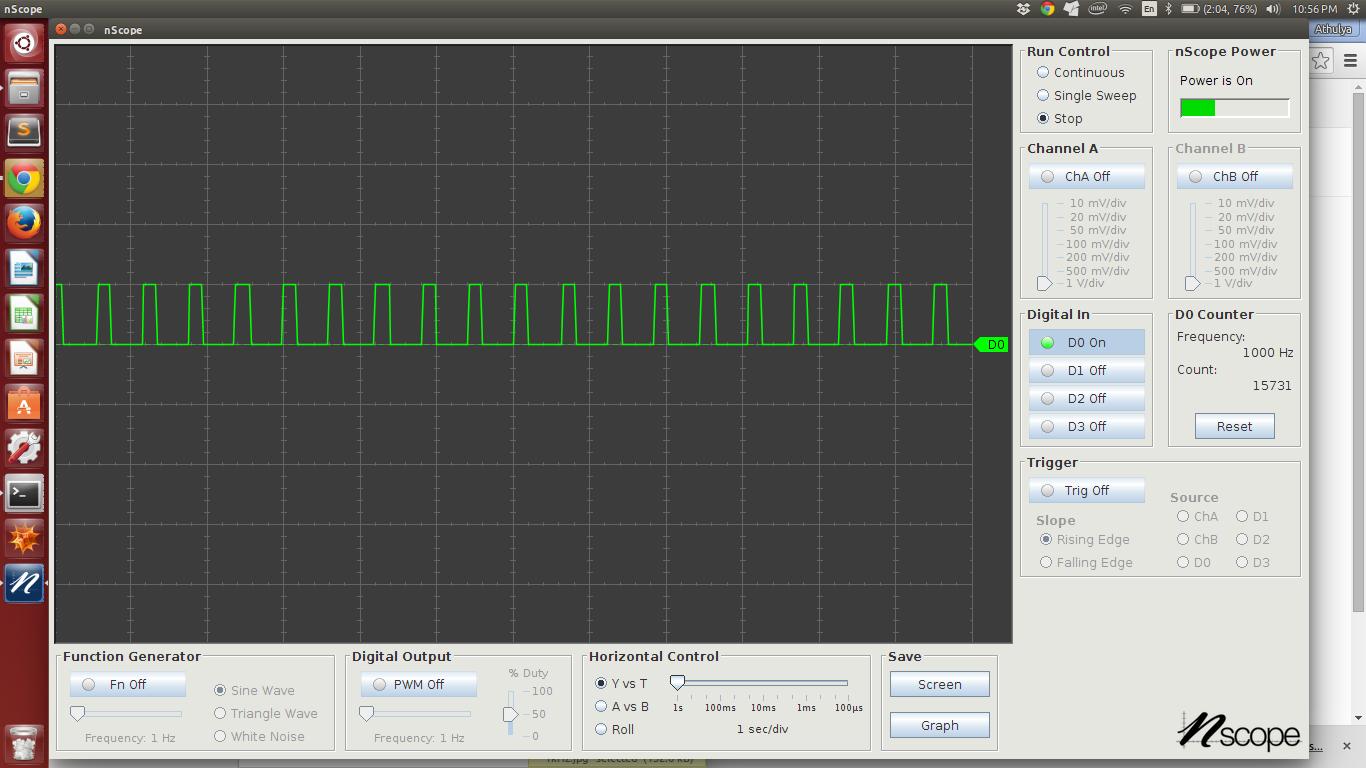 nScope
En
(2:04, 76%)
10:56 PM
nScope
Athulya
Run Control
Continuous
Single Sweep
Stop
nScope Power
Power is On
Channel A
ChA Off
10 mV/div
20 mV/div
50 mV/div
100 mV/div
200 mV/div
500 mV/div
1 V/div
Channel B
ChB Off
10 mV/div
20 mV/div
50 mV/div
100 mV/div
200 mV/div
500 mV/div
1 V/div
D0
Digital In
D0 On
D1 Off
D2 Off
D3 Off
D0 Counter
Frequency:
1000 Hz
Count:
15731
Reset
Trigger
Trig Off
Slope
Rising Edge
Falling Edge
Source
ChA
D1
ChB
D2
D0
D3
Function Generator
Fn Off
Sine Wave
Triangle Wave
White Noise
Frequency: 1 Hz
Digital Output
PWM Off
% Duty
100
50
0
Frequency: 1 Hz
Horizontal Control
Y vs T
A vs B
Roll
1s 100ms 10ms 1ms 100µs
1 sec/div
Save
Screen
Graph
nscope